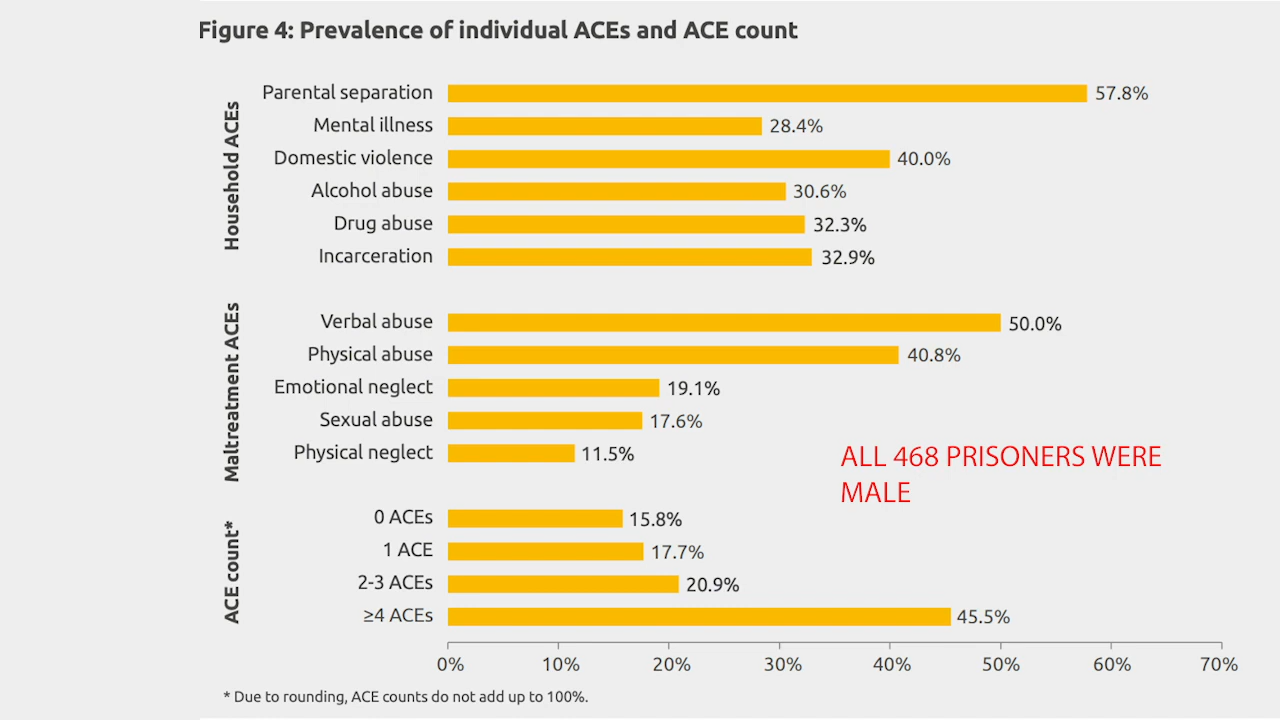 Figure 4: Prevalence of individual ACEs and ACE count
Household ACEs
Parental separation 57.8%
Mental illness 28.4%
Domestic violence 40.0%
Alcohol abuse 30.6%
Drug abuse 32.3%
Incarceration 32.9%
Maltreatment ACEs
Verbal abuse 50.0%
Physical abuse 40.8%
Emotional neglect 19.1%
Sexual abuse 17.6%
Physical neglect 11.5%
ALL 468 PRISONERS WERE
MALE
ACE count*
0 ACEs 15.8%
1 ACE 17.7%
2-3 ACEs 20.9%
≥4 ACEs 45.5%
0% 10% 20% 30% 40% 50% 60% 70%
* Due to rounding, ACE counts do not add up to 100%.